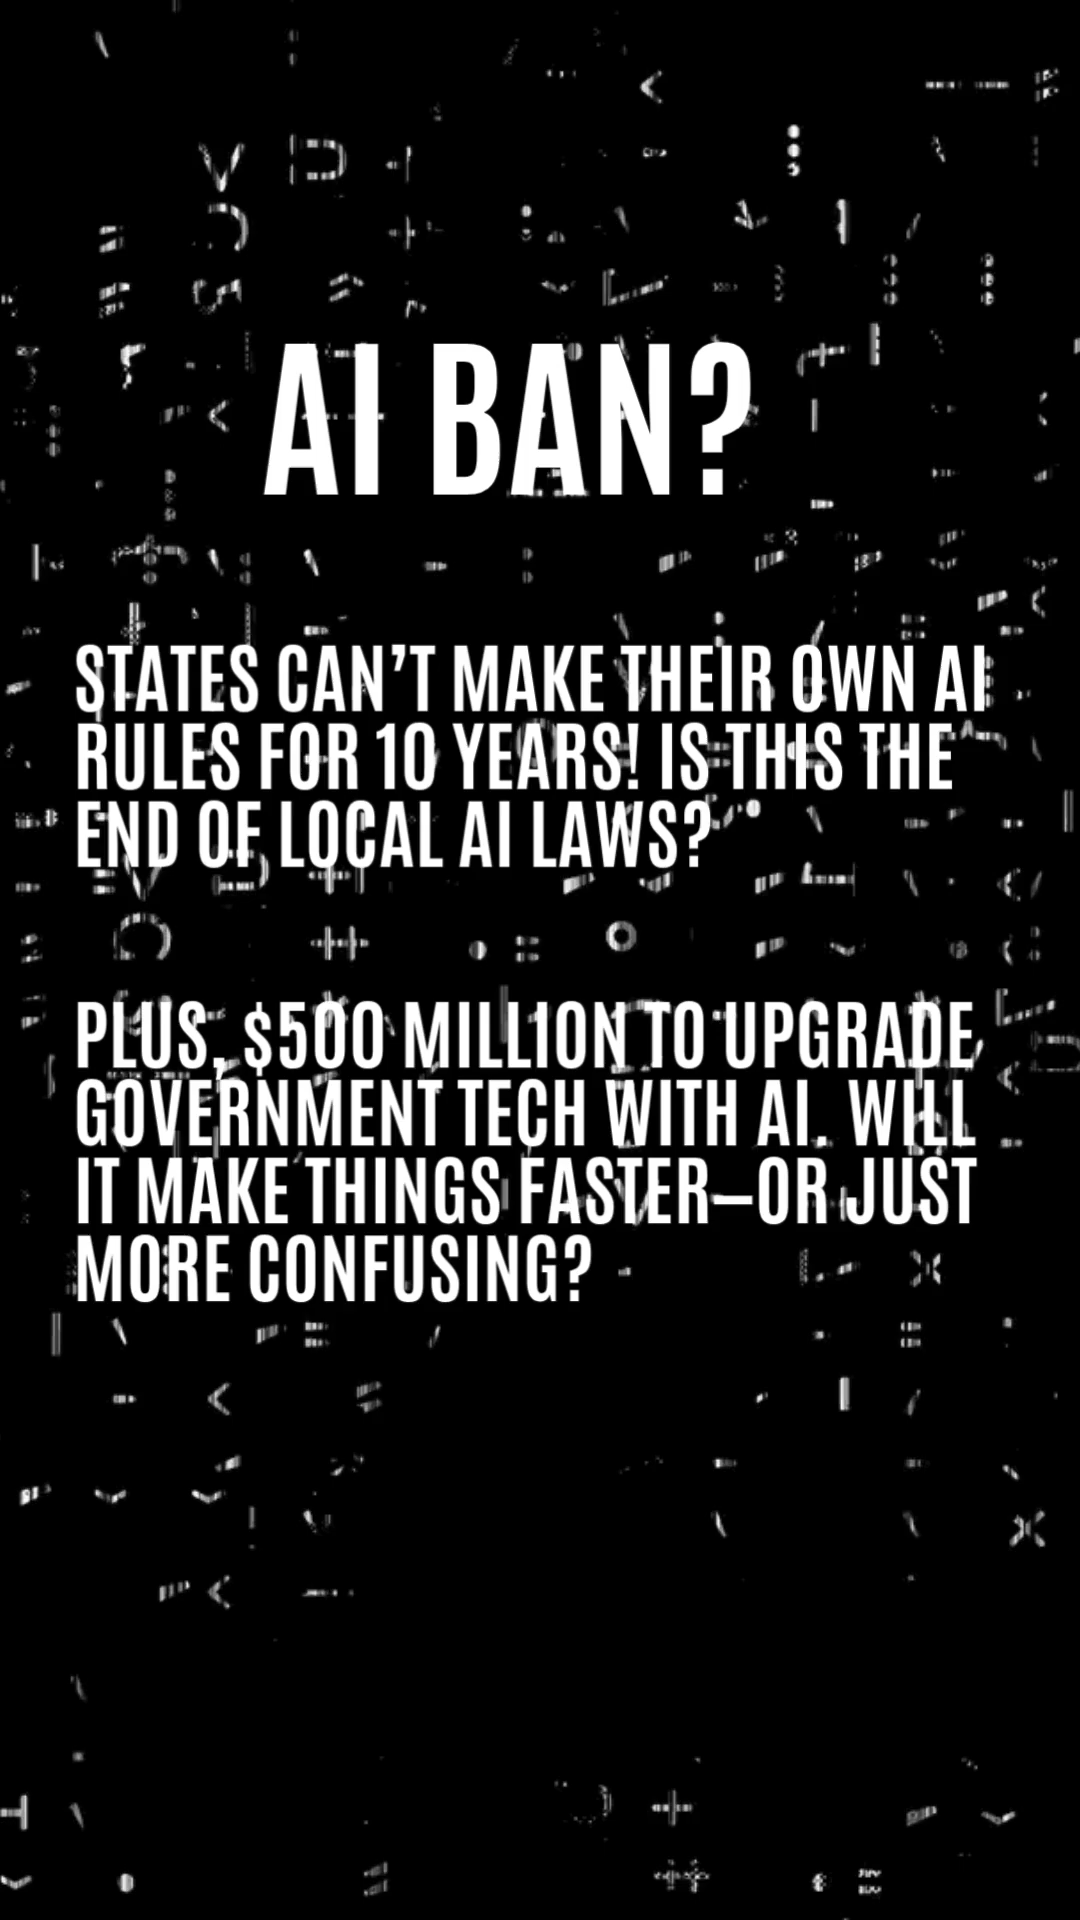 AI BAN?
STATES CAN’T MAKE THEIR OWN AI
RULES FOR 10 YEARS! IS THIS THE
END OF LOCAL AI LAWS?
PLUS, $500 MILLION TO UPGRADE
GOVERNMENT TECH WITH AI. WILL
IT MAKE THINGS FASTER—OR JUST
MORE CONFUSING?